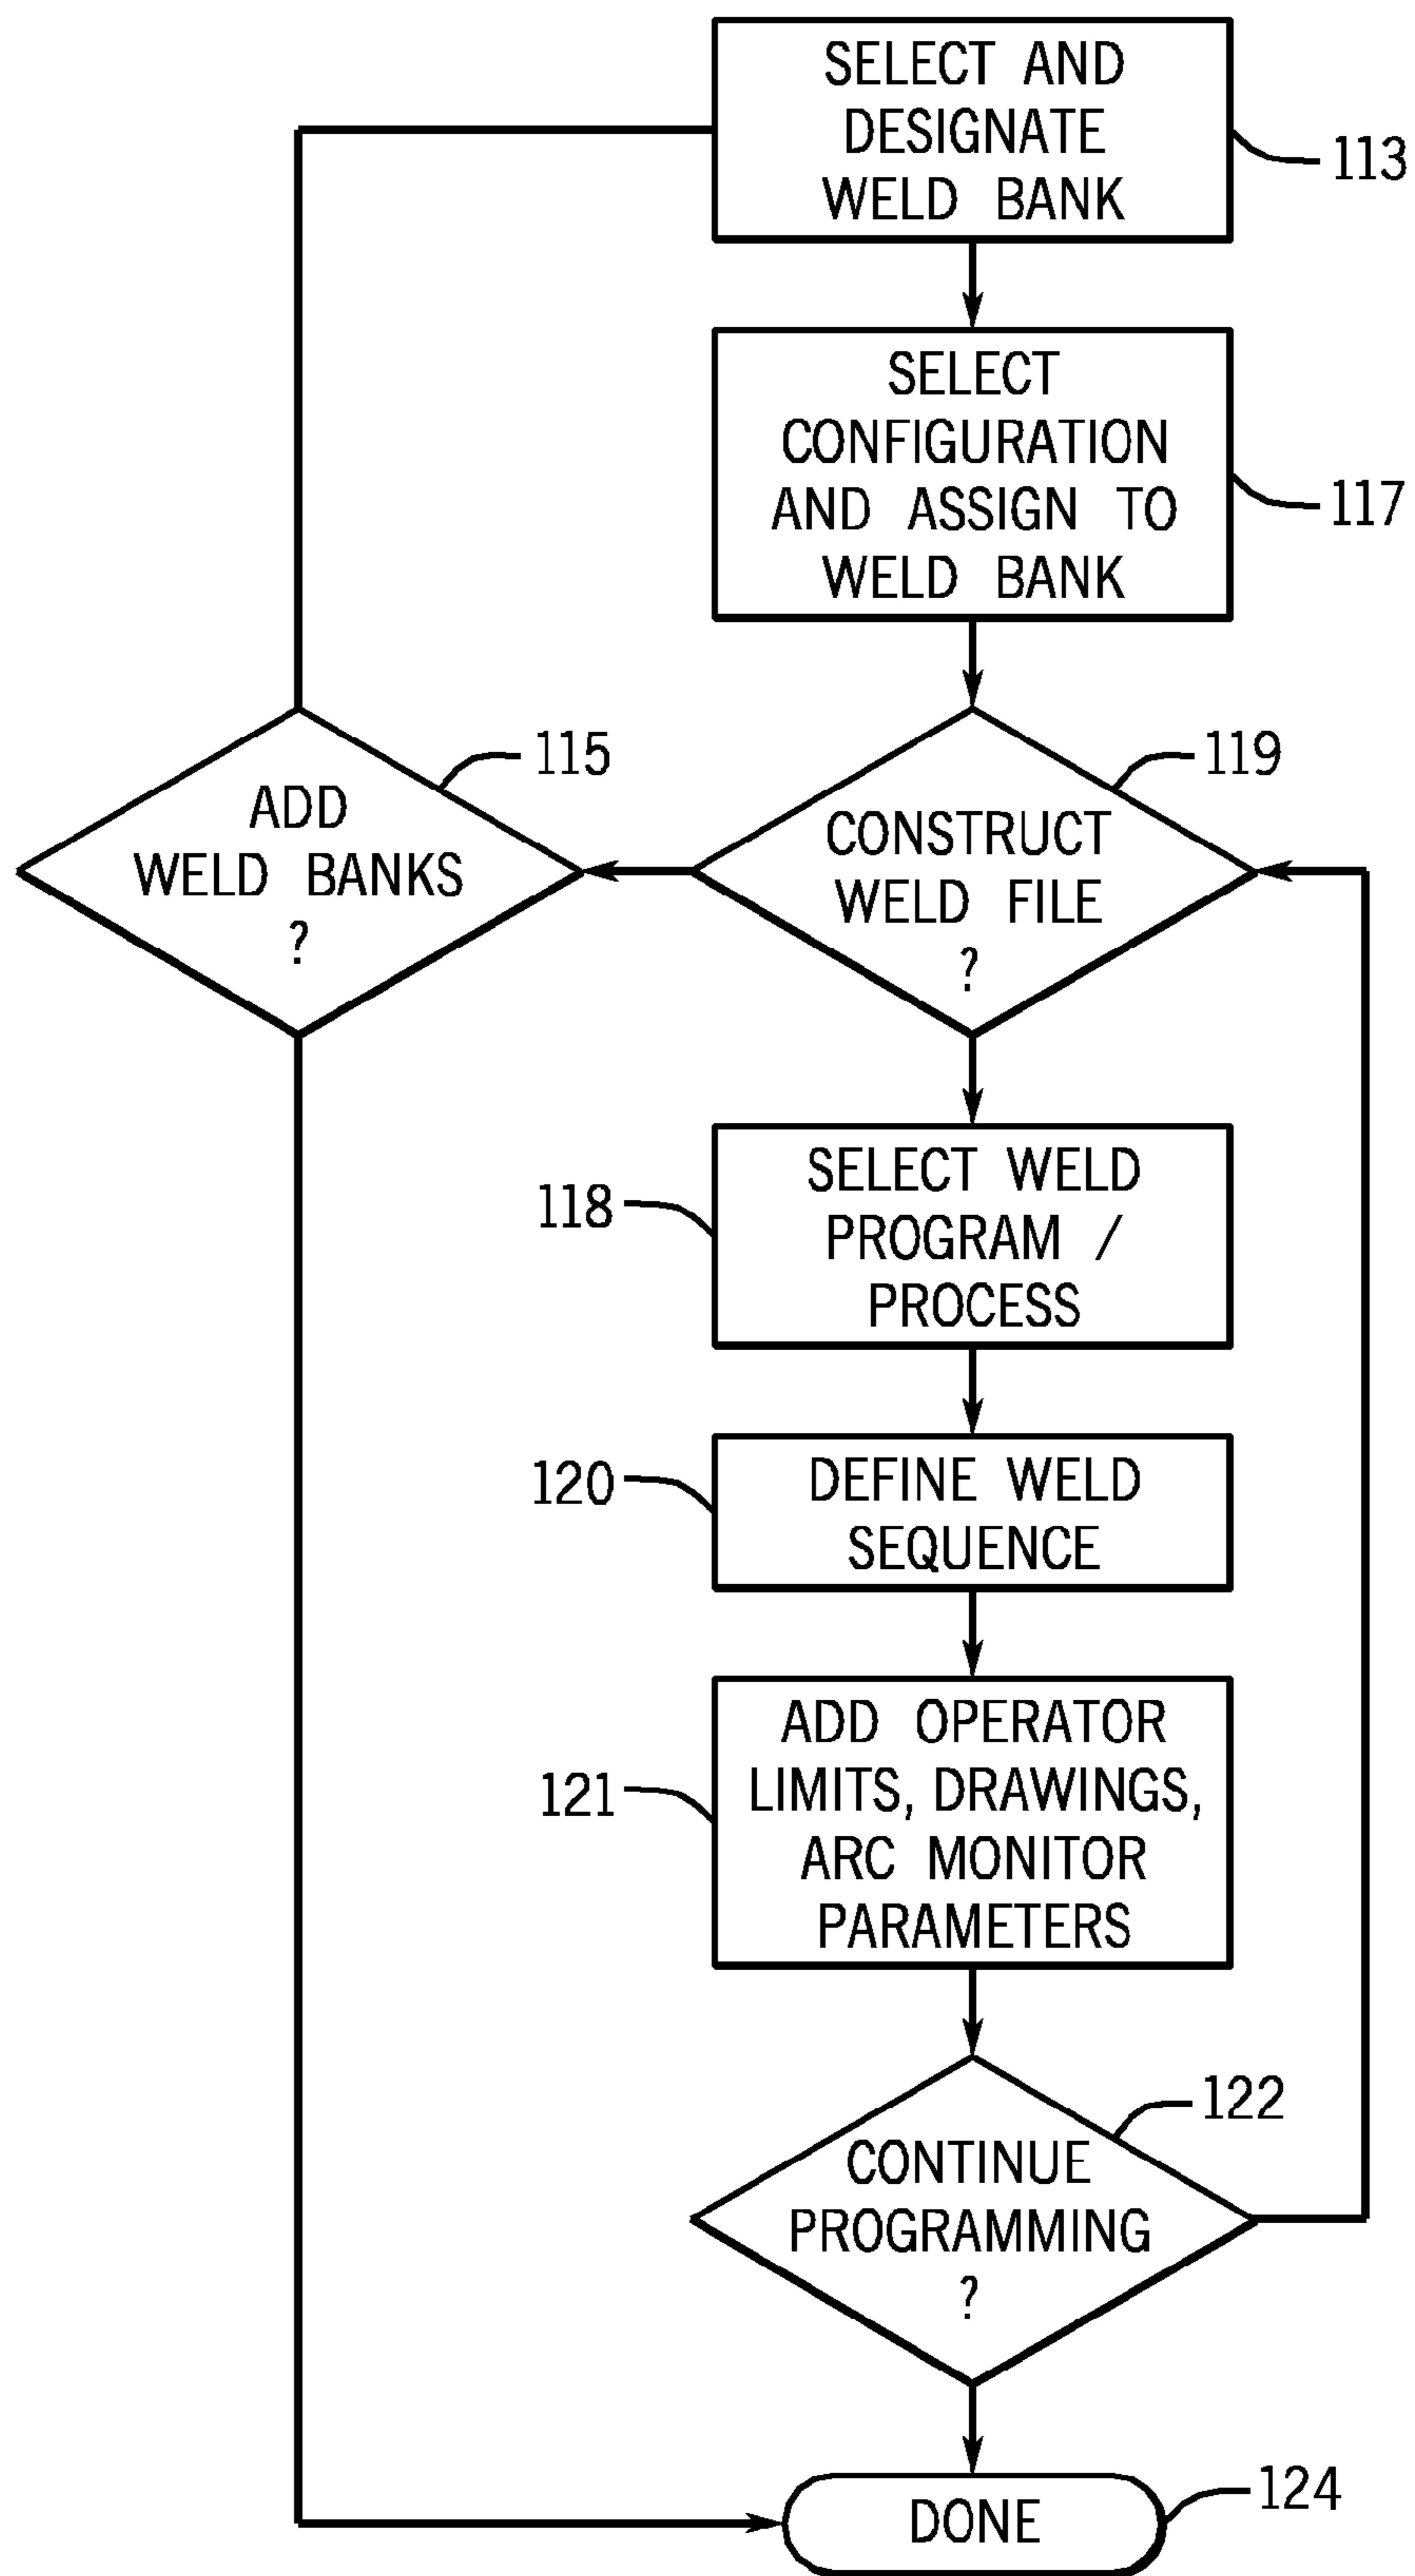 SELECT AND
DESIGNATE
WELD BANK
113
SELECT
CONFIGURATION
AND ASSIGN TO
WELD BANK
117
115
ADD
WELD BANKS
?
119
CONSTRUCT
WELD FILE
?
118
SELECT WELD
PROGRAM /
PROCESS
120
DEFINE WELD
SEQUENCE
121
ADD OPERATOR
LIMITS, DRAWINGS,
ARC MONITOR
PARAMETERS
122
CONTINUE
PROGRAMMING
?
124
DONE